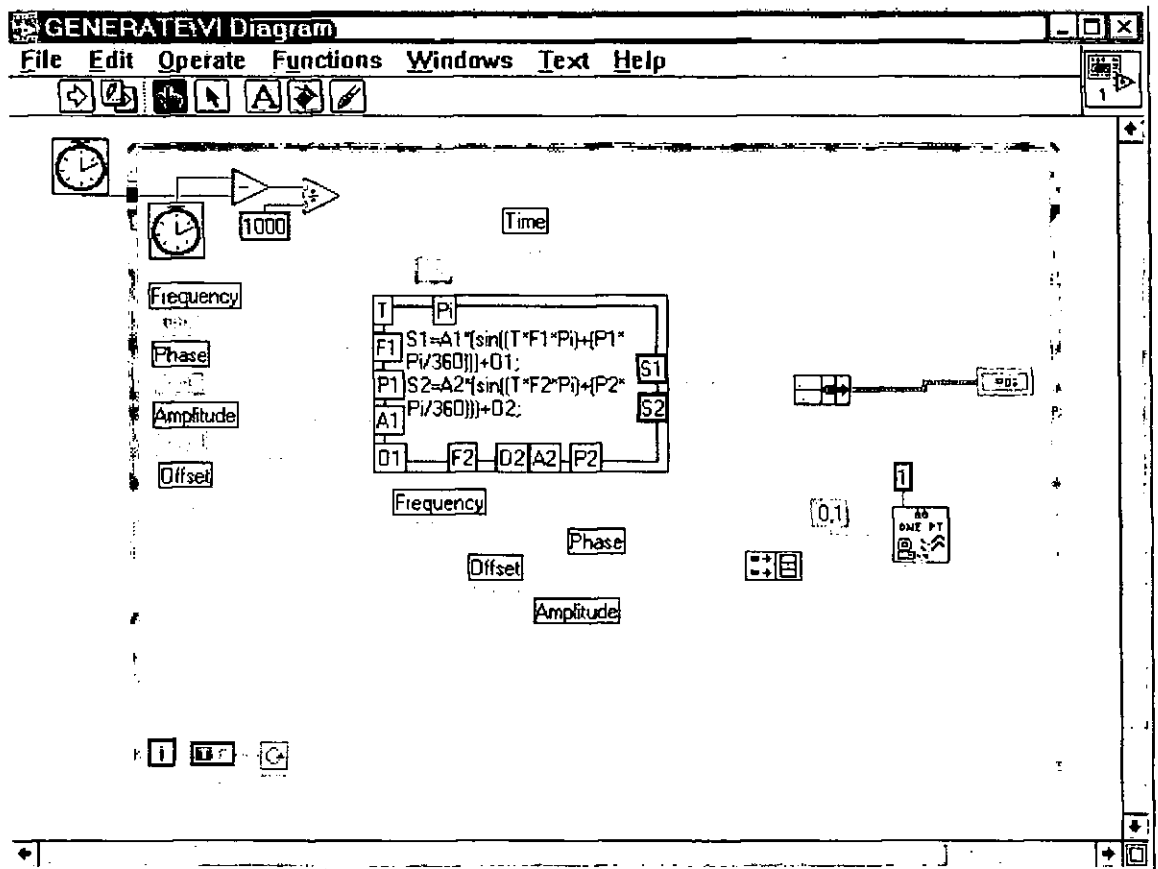 GENERATE.VI Diagram
File Edit Operate Functions Windows Text Help
A
1
1000
Time
Frequency
Phase
Amplitude
Offset
T
Pi
F1
P1
A1
O1
S1=A1*(sin((T*F1*Pi)+(P1*
Pi/360)))+O1;
S2=A2*(sin((T*F2*Pi)+(P2*
Pi/360)))+O2;
S1
S2
F2
O2
A2
P2
Frequency
Phase
Offset
Amplitude
0,1
1
ONE PT
i
T F